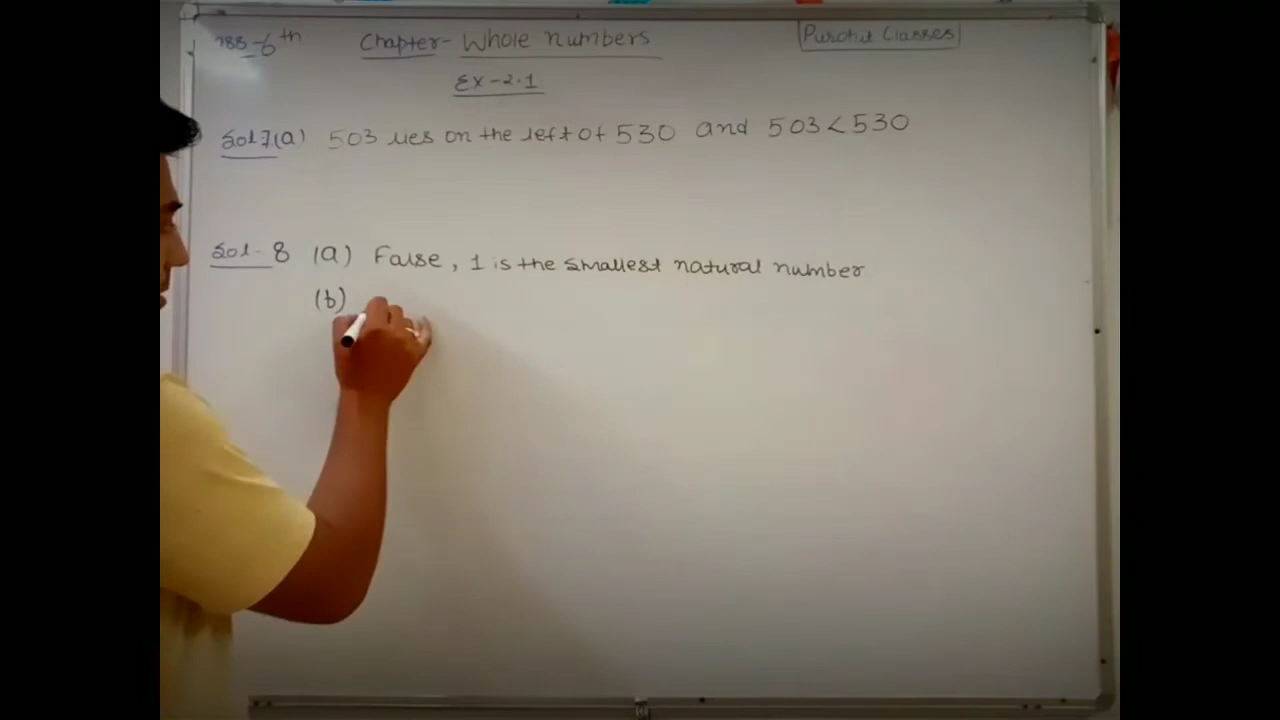 -6th Chapter- Whole numbers Purohit Classes
Ex-2.1
Sol 7(a) 503 lies on the left of 530 and 503<530
Sol- 8 (a) False, 1 is the smallest natural number
(b)